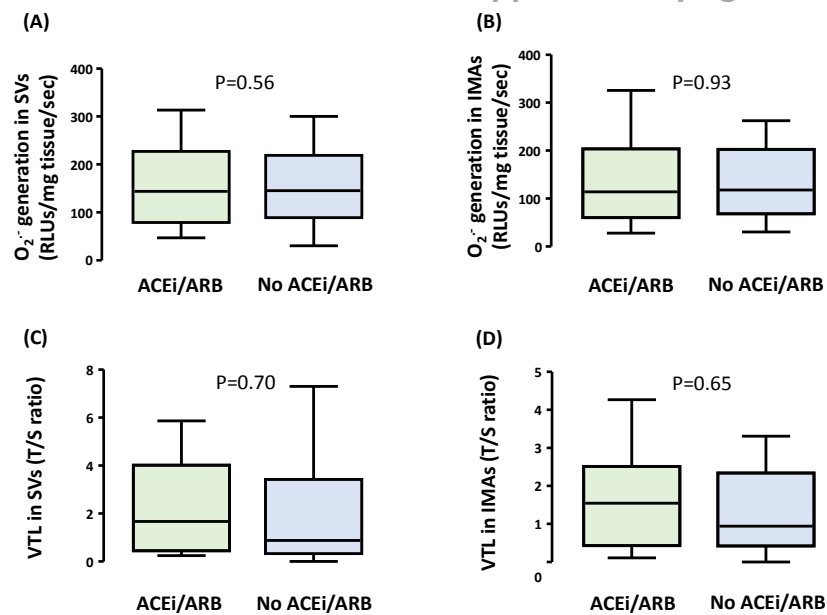 (A)
O2·- generation in SVs
(RLUs/mg tissue/sec)
400
300
200
100
0
P=0.56
ACEi/ARB
No ACEi/ARB
(B)
O2·- generation in IMAs
(RLUs/mg tissue/sec)
400
300
200
100
0
P=0.93
ACEi/ARB
No ACEi/ARB
(C)
VTL in SVs (T/S ratio)
8
6
4
2
0
P=0.70
ACEi/ARB
No ACEi/ARB
(D)
VTL in IMAs (T/S ratio)
5
4
3
2
1
0
P=0.65
ACEi/ARB
No ACEi/ARB